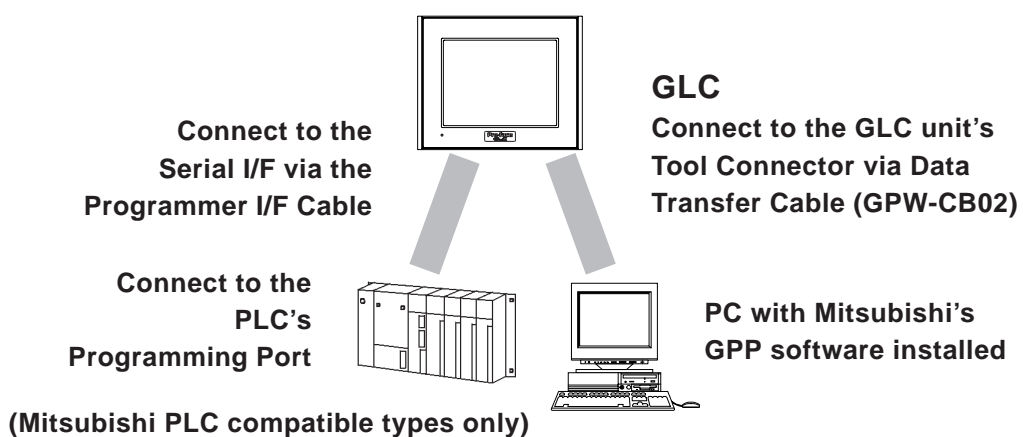 GLC
Connect to the GLC unit's
Tool Connector via Data
Transfer Cable (GPW-CB02)
Connect to the
Serial I/F via the
Programmer I/F Cable
Connect to the
PLC's
Programming Port
PC with Mitsubishi's
GPP software installed
(Mitsubishi PLC compatible types only)